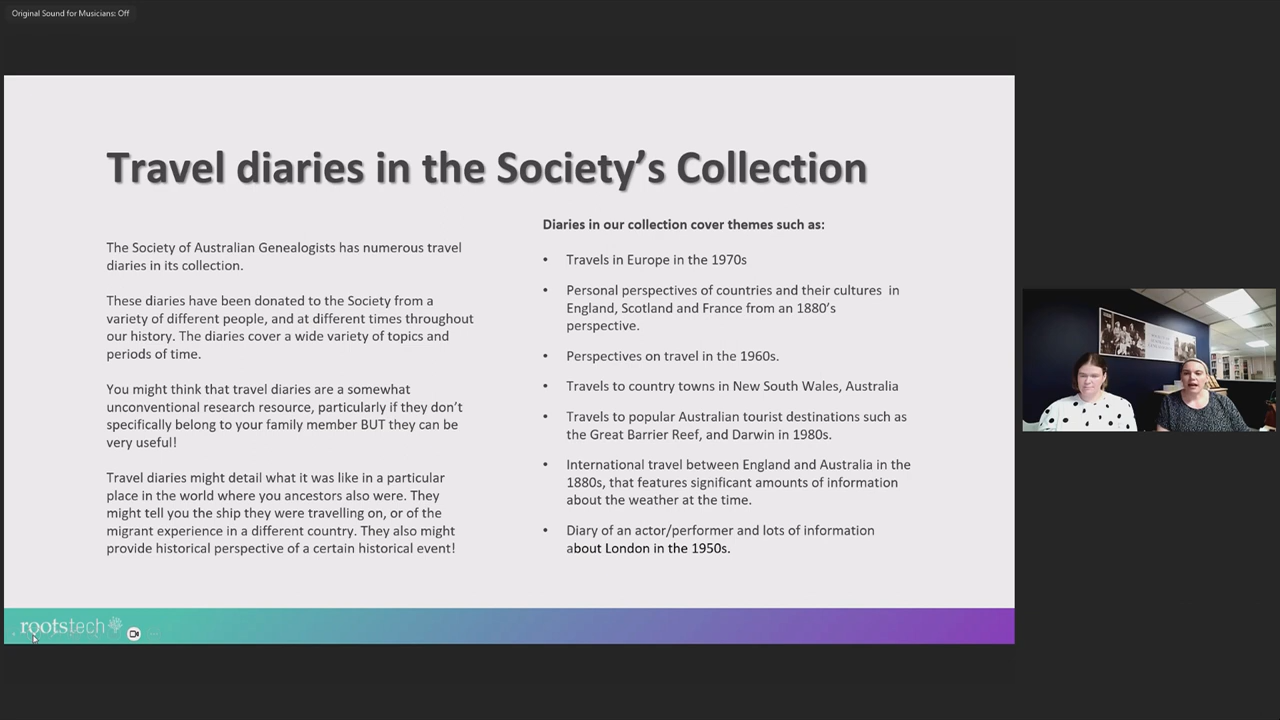 Original Sound for Musicians: Off
Travel diaries in the Society's Collection
The Society of Australian Genealogists has numerous travel
diaries in its collection.
These diaries have been donated to the Society from a
variety of different people, and at different times throughout
our history. The diaries cover a wide variety of topics and
periods of time.
You might think that travel diaries are a somewhat
unconventional research resource, particularly if they don't
specifically belong to your family member BUT they can be
very useful!
Travel diaries might detail what it was like in a particular
place in the world where you ancestors also were. They
might tell you the ship they were travelling on, or of the
migrant experience in a different country. They also might
provide historical perspective of a certain historical event!
Diaries in our collection cover themes such as:
• Travels in Europe in the 1970s
• Personal perspectives of countries and their cultures in
England, Scotland and France from an 1880's
perspective.
• Perspectives on travel in the 1960s.
• Travels to country towns in New South Wales, Australia
• Travels to popular Australian tourist destinations such as
the Great Barrier Reef, and Darwin in 1980s.
• International travel between England and Australia in the
1880s, that features significant amounts of information
about the weather at the time.
• Diary of an actor/performer and lots of information
about London in the 1950s.
rootstech